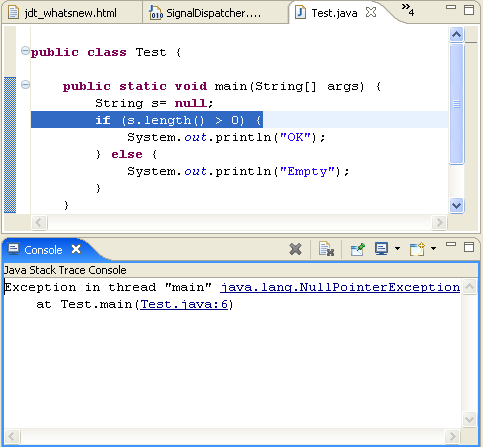 jdt_whatsnew.html SignalDispatcher.... Test.java »4
public class Test {
public static void main(String[] args) {
String s= null;
if (s.length() > 0) {
System.out.println("OK");
} else {
System.out.println("Empty");
}
}
Console
Java Stack Trace Console
Exception in thread "main" java.lang.NullPointerException
at Test.main(Test.java:6)